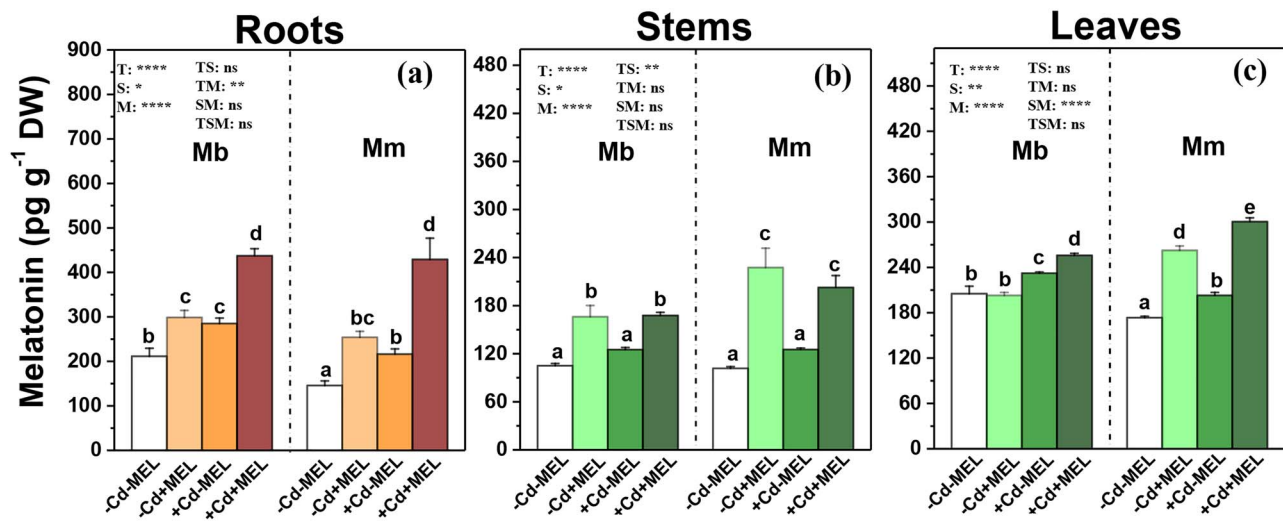 Roots
Stems
Leaves
Melatonin (pg g⁻¹ DW)
900
800
700
600
500
400
300
200
100
0
T: ****
S: *
M: ****
TS: ns
TM: **
SM: ns
TSM: ns
(a)
Mb
Mm
b
c
c
d
a
bc
b
d
-Cd-MEL
-Cd+MEL
+Cd-MEL
+Cd+MEL
-Cd-MEL
-Cd+MEL
+Cd-MEL
+Cd+MEL
480
420
360
300
240
180
120
60
0
T: ****
S: *
M: ****
TS: **
TM: ns
SM: ns
TSM: ns
(b)
Mb
Mm
a
b
a
b
a
c
a
c
-Cd-MEL
-Cd+MEL
+Cd-MEL
+Cd+MEL
-Cd-MEL
-Cd+MEL
+Cd-MEL
+Cd+MEL
480
420
360
300
240
180
120
60
0
T: ****
S: **
M: ****
TS: ns
TM: ns
SM: ****
TSM: ns
(c)
Mb
Mm
b
b
c
d
a
d
b
e
-Cd-MEL
-Cd+MEL
+Cd-MEL
+Cd+MEL
-Cd-MEL
-Cd+MEL
+Cd-MEL
+Cd+MEL